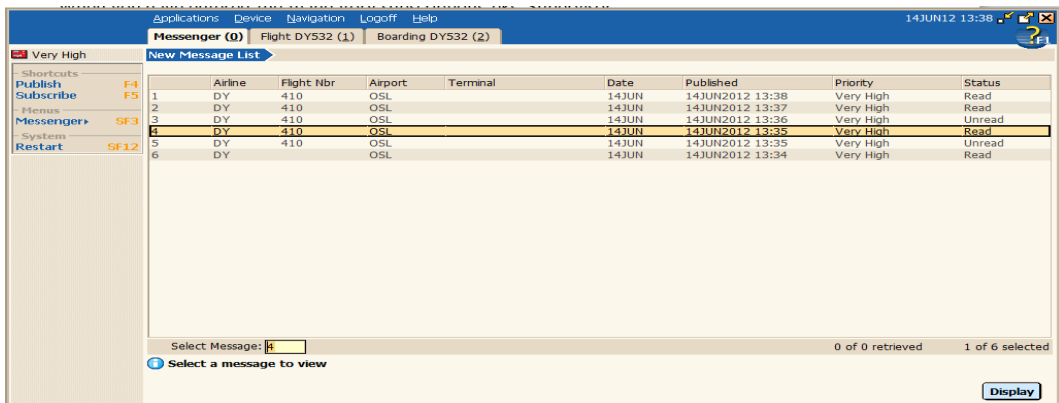 Applications Device Navigation Logoff Help 14JUN12 13:38
Messenger (0) Flight DY532 (1) Boarding DY532 (2) ?F1
Very High New Message List
Shortcuts
Publish F4
Subscribe F5
Menus
Messenger SF3
System
Restart SF12
Airline Flight Nbr Airport Terminal Date Published Priority Status
1 DY 410 OSL 14JUN 14JUN2012 13:38 Very High Read
2 DY 410 OSL 14JUN 14JUN2012 13:37 Very High Read
3 DY 410 OSL 14JUN 14JUN2012 13:36 Very High Unread
4 DY 410 OSL 14JUN 14JUN2012 13:35 Very High Read
5 DY 410 OSL 14JUN 14JUN2012 13:35 Very High Unread
6 DY OSL 14JUN 14JUN2012 13:34 Very High Read
Select Message: 4 0 of 0 retrieved 1 of 6 selected
Select a message to view
Display